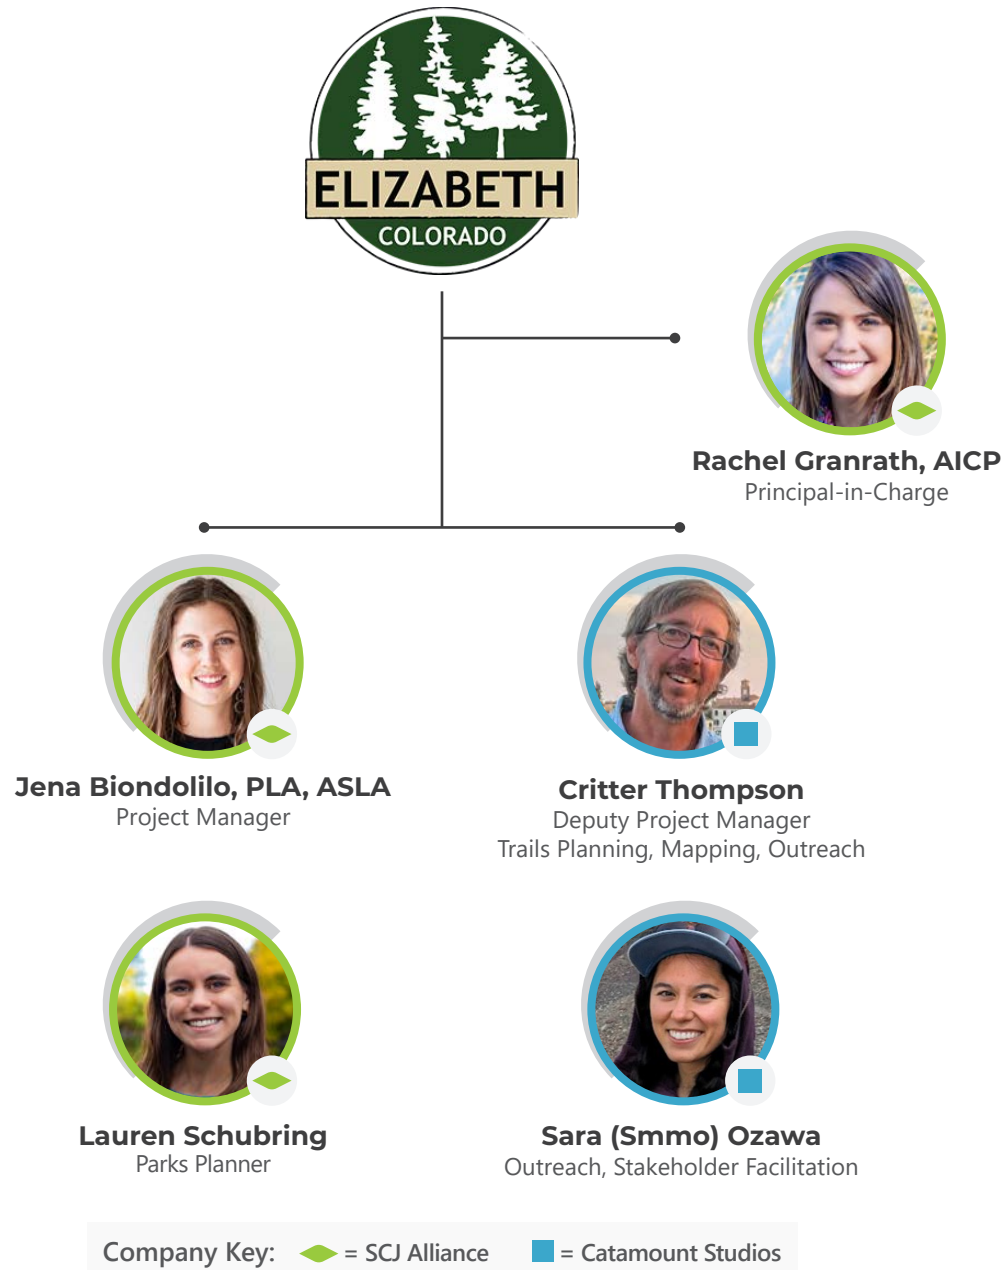 ELIZABETH
COLORADO
Rachel Granrath, AICP
Principal-in-Charge
Jena Biondolilo, PLA, ASLA
Project Manager
Critter Thompson
Deputy Project Manager
Trails Planning, Mapping, Outreach
Lauren Schubring
Parks Planner
Sara (Smmo) Ozawa
Outreach, Stakeholder Facilitation
Company Key: = SCJ Alliance = Catamount Studios